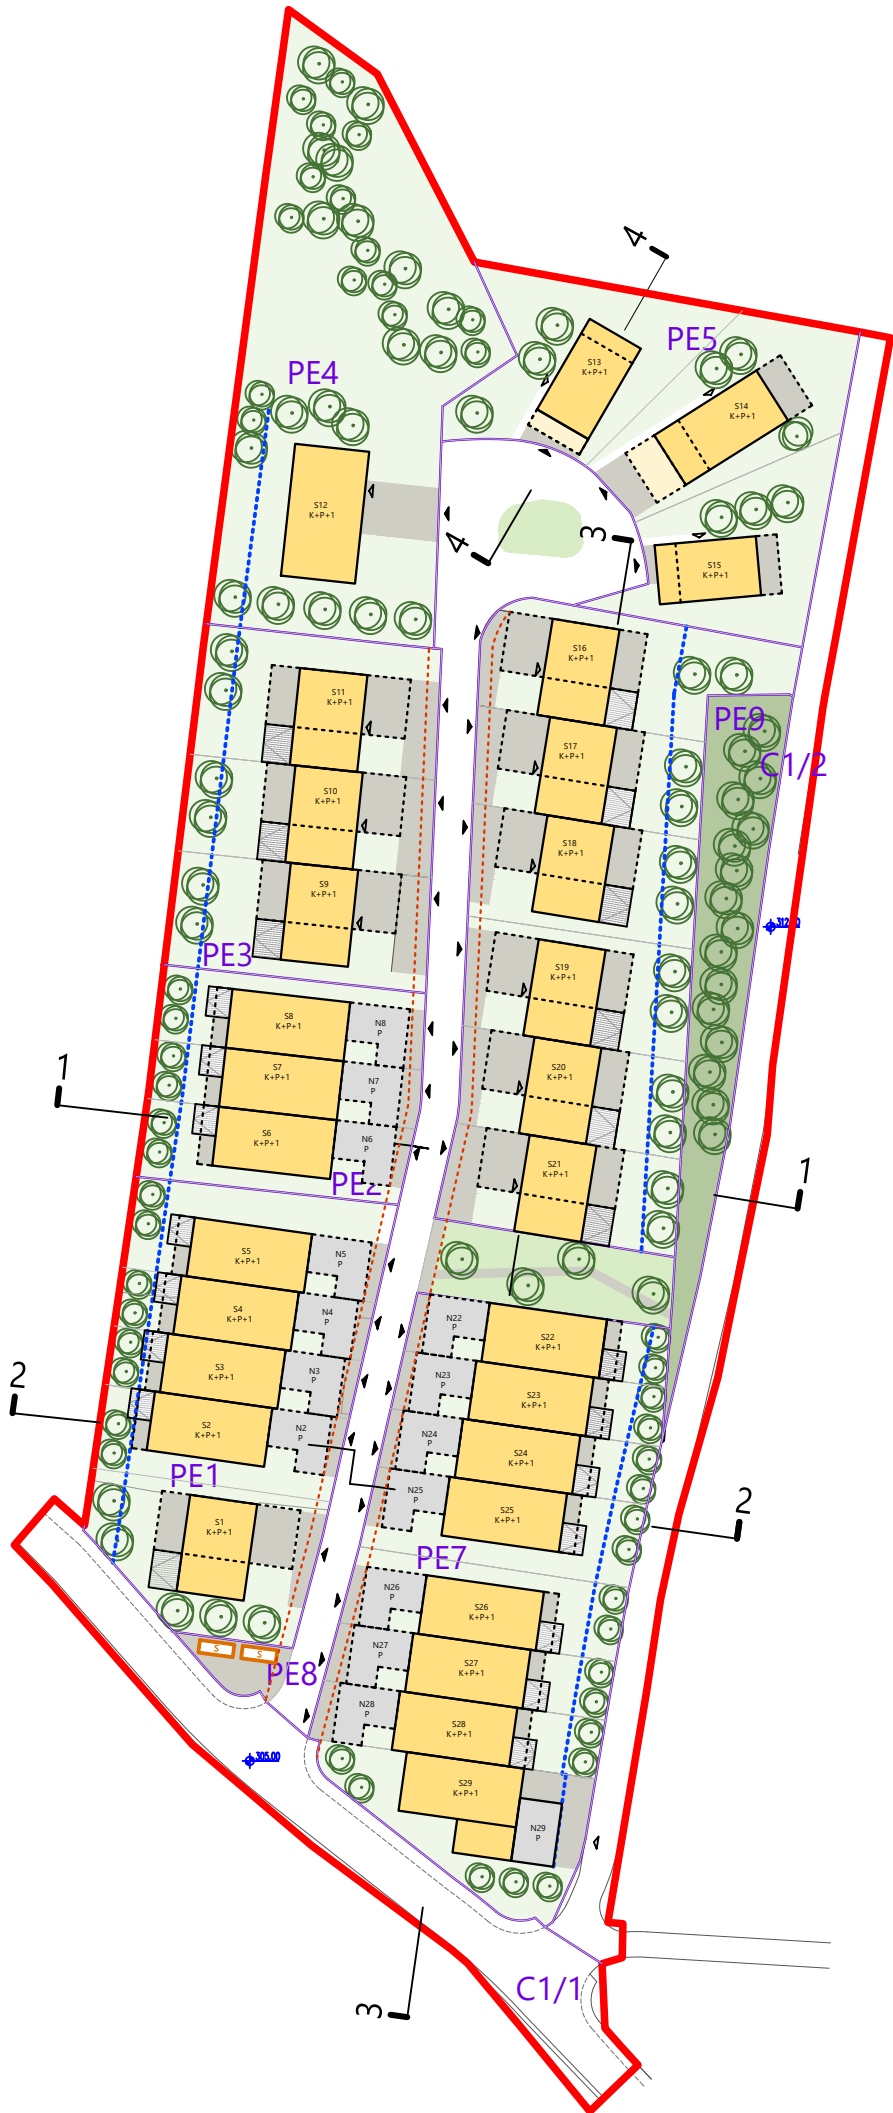 4
PE5
S13
K+P+1
PE4
S14
K+P+1
S12
K+P+1
4
3
S15
K+P+1
S16
K+P+1
S11
K+P+1
PE9
C1/2
S17
K+P+1
S10
K+P+1
S18
K+P+1
S9
K+P+1
PE3
S19
K+P+1
S8
K+P+1
N8
P
1
S7
K+P+1
N7
P
S20
K+P+1
S6
K+P+1
N6
P
PE2
S21
K+P+1
1
S5
K+P+1
N5
P
S4
K+P+1
N4
P
N22
P
S22
K+P+1
2
S3
K+P+1
N3
P
N23
P
S23
K+P+1
S2
K+P+1
N2
P
N24
P
S24
K+P+1
PE1
N25
P
S25
K+P+1
2
S1
K+P+1
PE7
N26
P
S26
K+P+1
S
S
PE8
N27
P
S27
K+P+1
N28
P
S28
K+P+1
305.00
S29
K+P+1
N29
P
C1/1
3